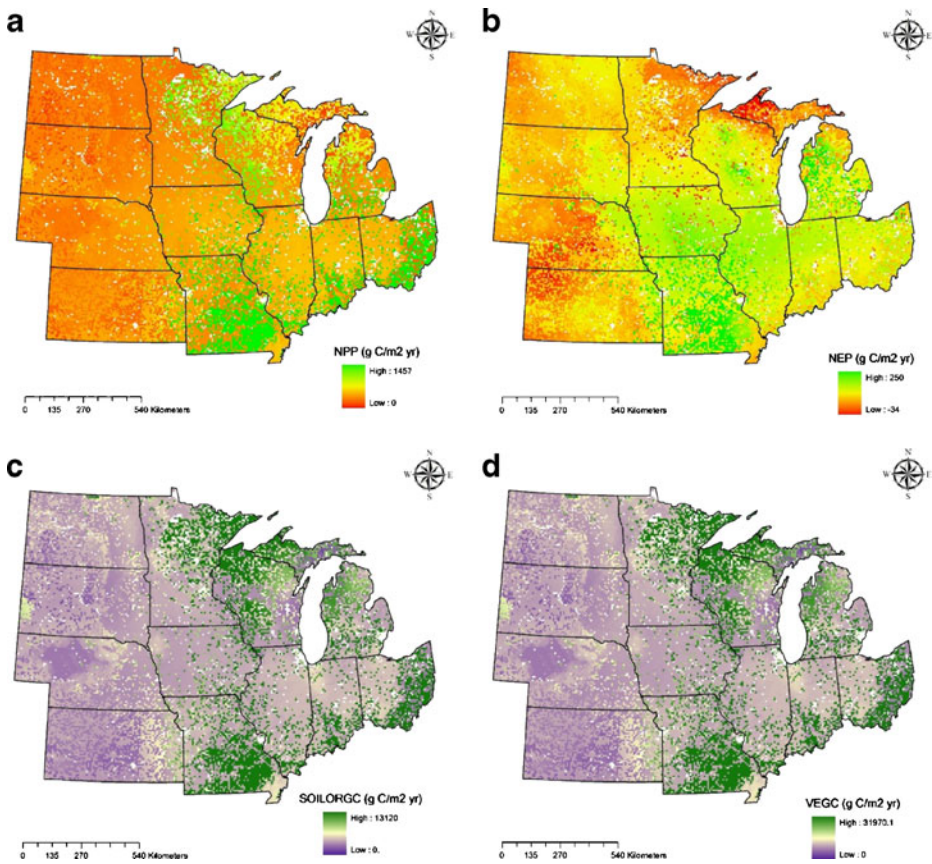 a
N
W E
S
NPP (g C/m2 yr)
High : 1457
Low : 0
0 135 270 540 Kilometers
b
N
W E
S
NEP (g C/m2 yr)
High : 250
Low : -34
0 135 270 540 Kilometers
c
N
W E
S
SOILORGC (g C/m2 yr)
High : 13120
Low : 0.
0 135 270 540 Kilometers
d
N
W E
S
VEGC (g C/m2 yr)
High : 31970.1
Low : 0
0 135 270 540 Kilometers